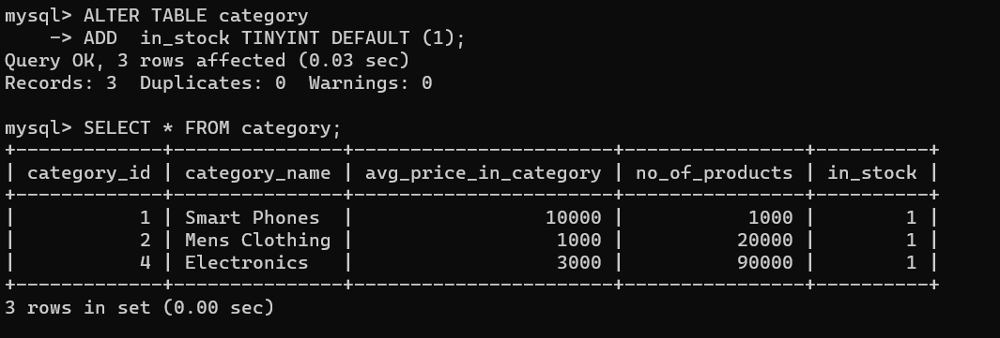 mysql> ALTER TABLE category
    -> ADD  in_stock TINYINT DEFAULT (1);
Query OK, 3 rows affected (0.03 sec)
Records: 3  Duplicates: 0  Warnings: 0

mysql> SELECT * FROM category;
+-------------+---------------+-----------------------+----------------+----------+
| category_id | category_name | avg_price_in_category | no_of_products | in_stock |
+-------------+---------------+-----------------------+----------------+----------+
|           1 | Smart Phones  |                 10000 |           1000 |        1 |
|           2 | Mens Clothing |                  1000 |          20000 |        1 |
|           4 | Electronics   |                  3000 |          90000 |        1 |
+-------------+---------------+-----------------------+----------------+----------+
3 rows in set (0.00 sec)